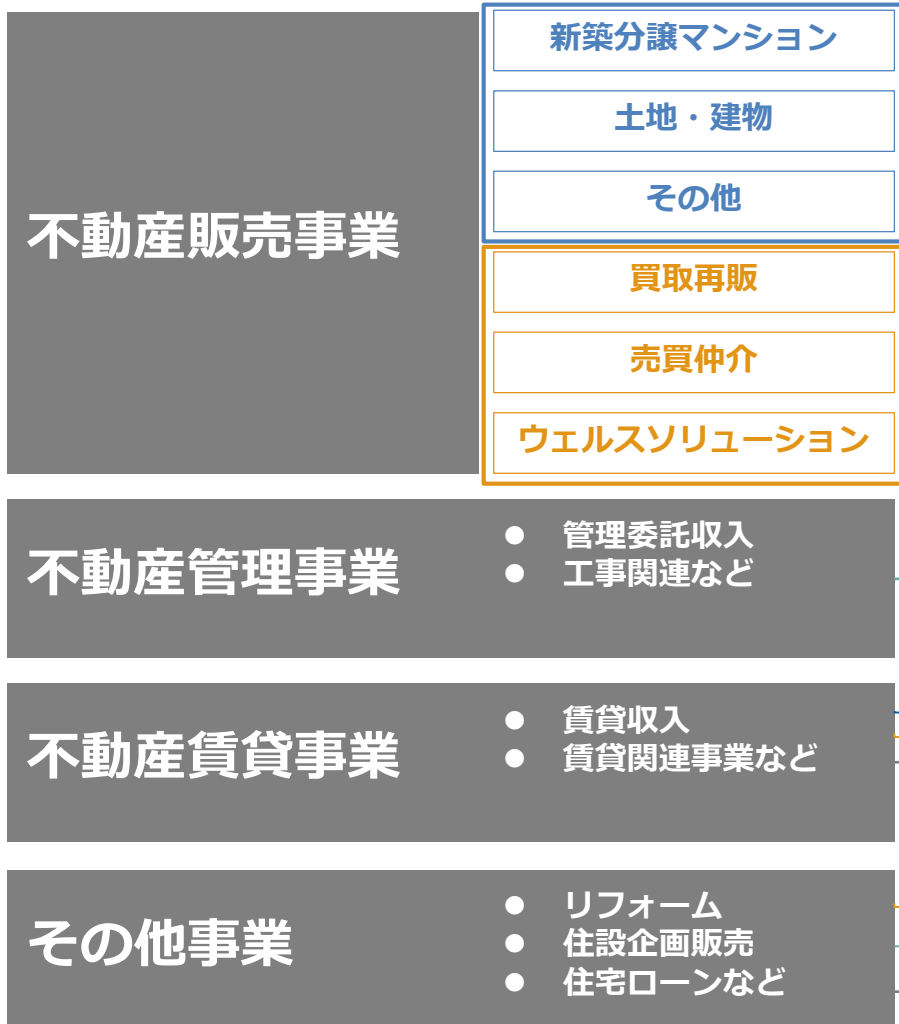 不動産販売事業
新築分譲マンション
土地・建物
その他
買取再販
売買仲介
ウェルスソリューション
不動産管理事業
● 管理委託収入
● 工事関連など
不動産賃貸事業
● 賃貸収入
● 賃貸関連事業など
その他事業
● リフォーム
● 住設企画販売
● 住宅ローンなど